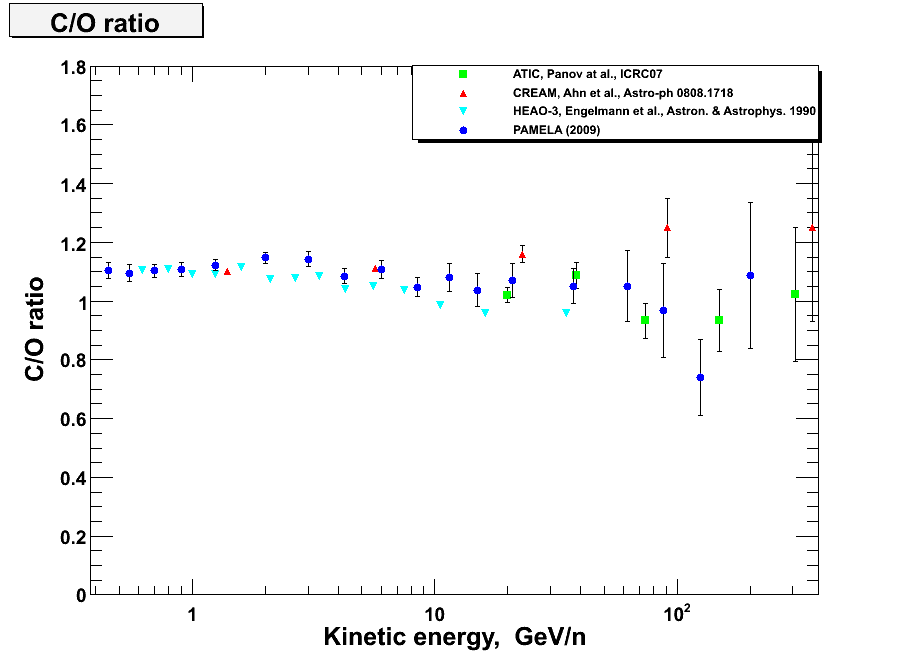 C/O ratio
1.8
1.6
1.4
1.2
1
0.8
0.6
0.4
0.2
0
C/O ratio
ATIC, Panov at al., ICRC07
CREAM, Ahn et al., Astro-ph 0808.1718
HEAO-3, Engelmann et al., Astron. & Astrophys. 1990
PAMELA (2009)
1 10 10²
Kinetic energy, GeV/n